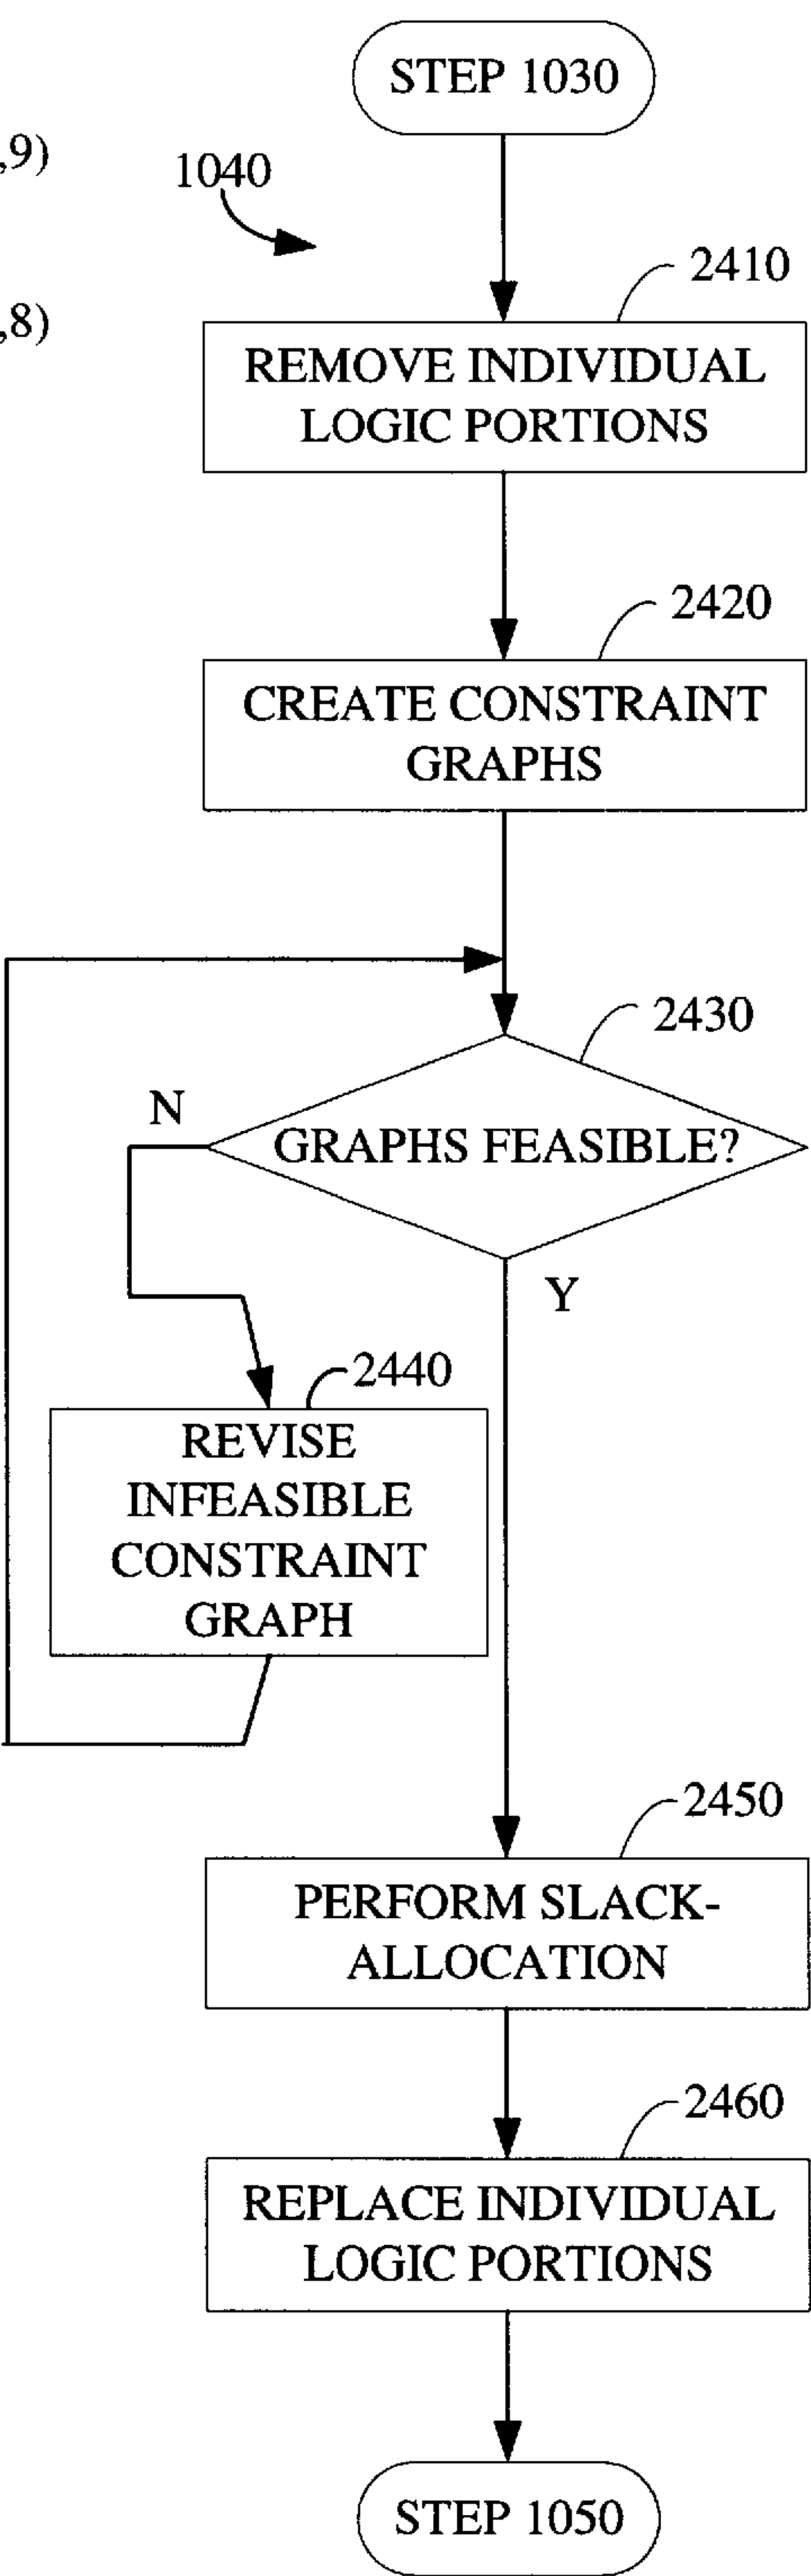 STEP 1030
,9)
1040
2410
,8)
REMOVE INDIVIDUAL
LOGIC PORTIONS
2420
CREATE CONSTRAINT
GRAPHS
2430
N
GRAPHS FEASIBLE?
Y
2440
REVISE
INFEASIBLE
CONSTRAINT
GRAPH
2450
PERFORM SLACK-
ALLOCATION
2460
REPLACE INDIVIDUAL
LOGIC PORTIONS
STEP 1050